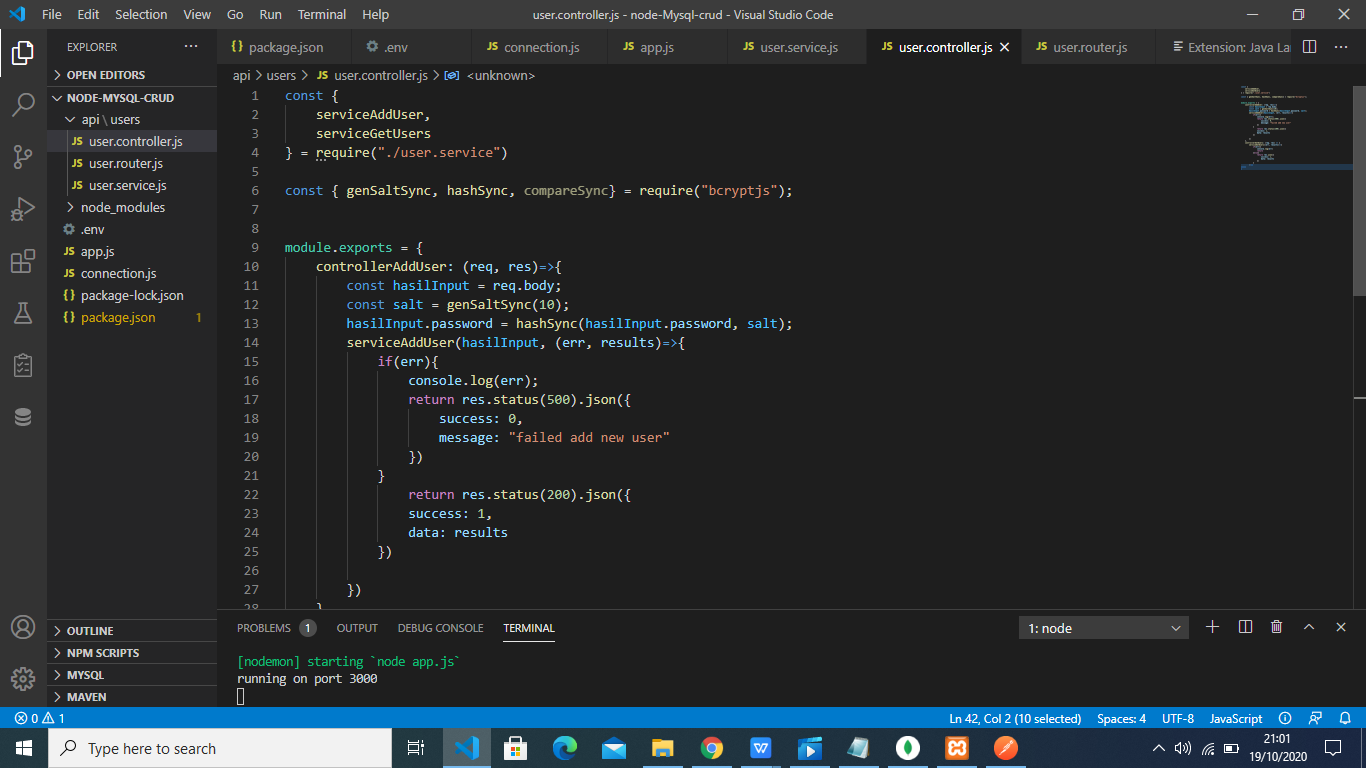 File Edit Selection View Go Run Terminal Help
user.controller.js - node-Mysql-crud - Visual Studio Code
EXPLORER
OPEN EDITORS
NODE-MYSQL-CRUD
api \ users
JS user.controller.js
JS user.router.js
JS user.service.js
node_modules
.env
JS app.js
JS connection.js
{} package-lock.json
{} package.json 1
OUTLINE
NPM SCRIPTS
MYSQL
MAVEN
{} package.json
.env
JS connection.js
JS app.js
JS user.service.js
JS user.controller.js
JS user.router.js
Extension: Java La
api > users > JS user.controller.js > <unknown>
1 const {
2 serviceAddUser,
3 serviceGetUsers
4 } = require("./user.service")
5
6 const { genSaltSync, hashSync, compareSync} = require("bcryptjs");
7
8
9 module.exports = {
10 controllerAddUser: (req, res)=>{
11 const hasilInput = req.body;
12 const salt = genSaltSync(10);
13 hasilInput.password = hashSync(hasilInput.password, salt);
14 serviceAddUser(hasilInput, (err, results)=>{
15 if(err){
16 console.log(err);
17 return res.status(500).json({
18 success: 0,
19 message: "failed add new user"
20 })
21 }
22 return res.status(200).json({
23 success: 1,
24 data: results
25 })
26
27 })
28
PROBLEMS 1 OUTPUT DEBUG CONSOLE TERMINAL
1: node
[nodemon] starting `node app.js`
running on port 3000
0 1
Ln 42, Col 2 (10 selected) Spaces: 4 UTF-8 JavaScript
Type here to search
21:01
19/10/2020